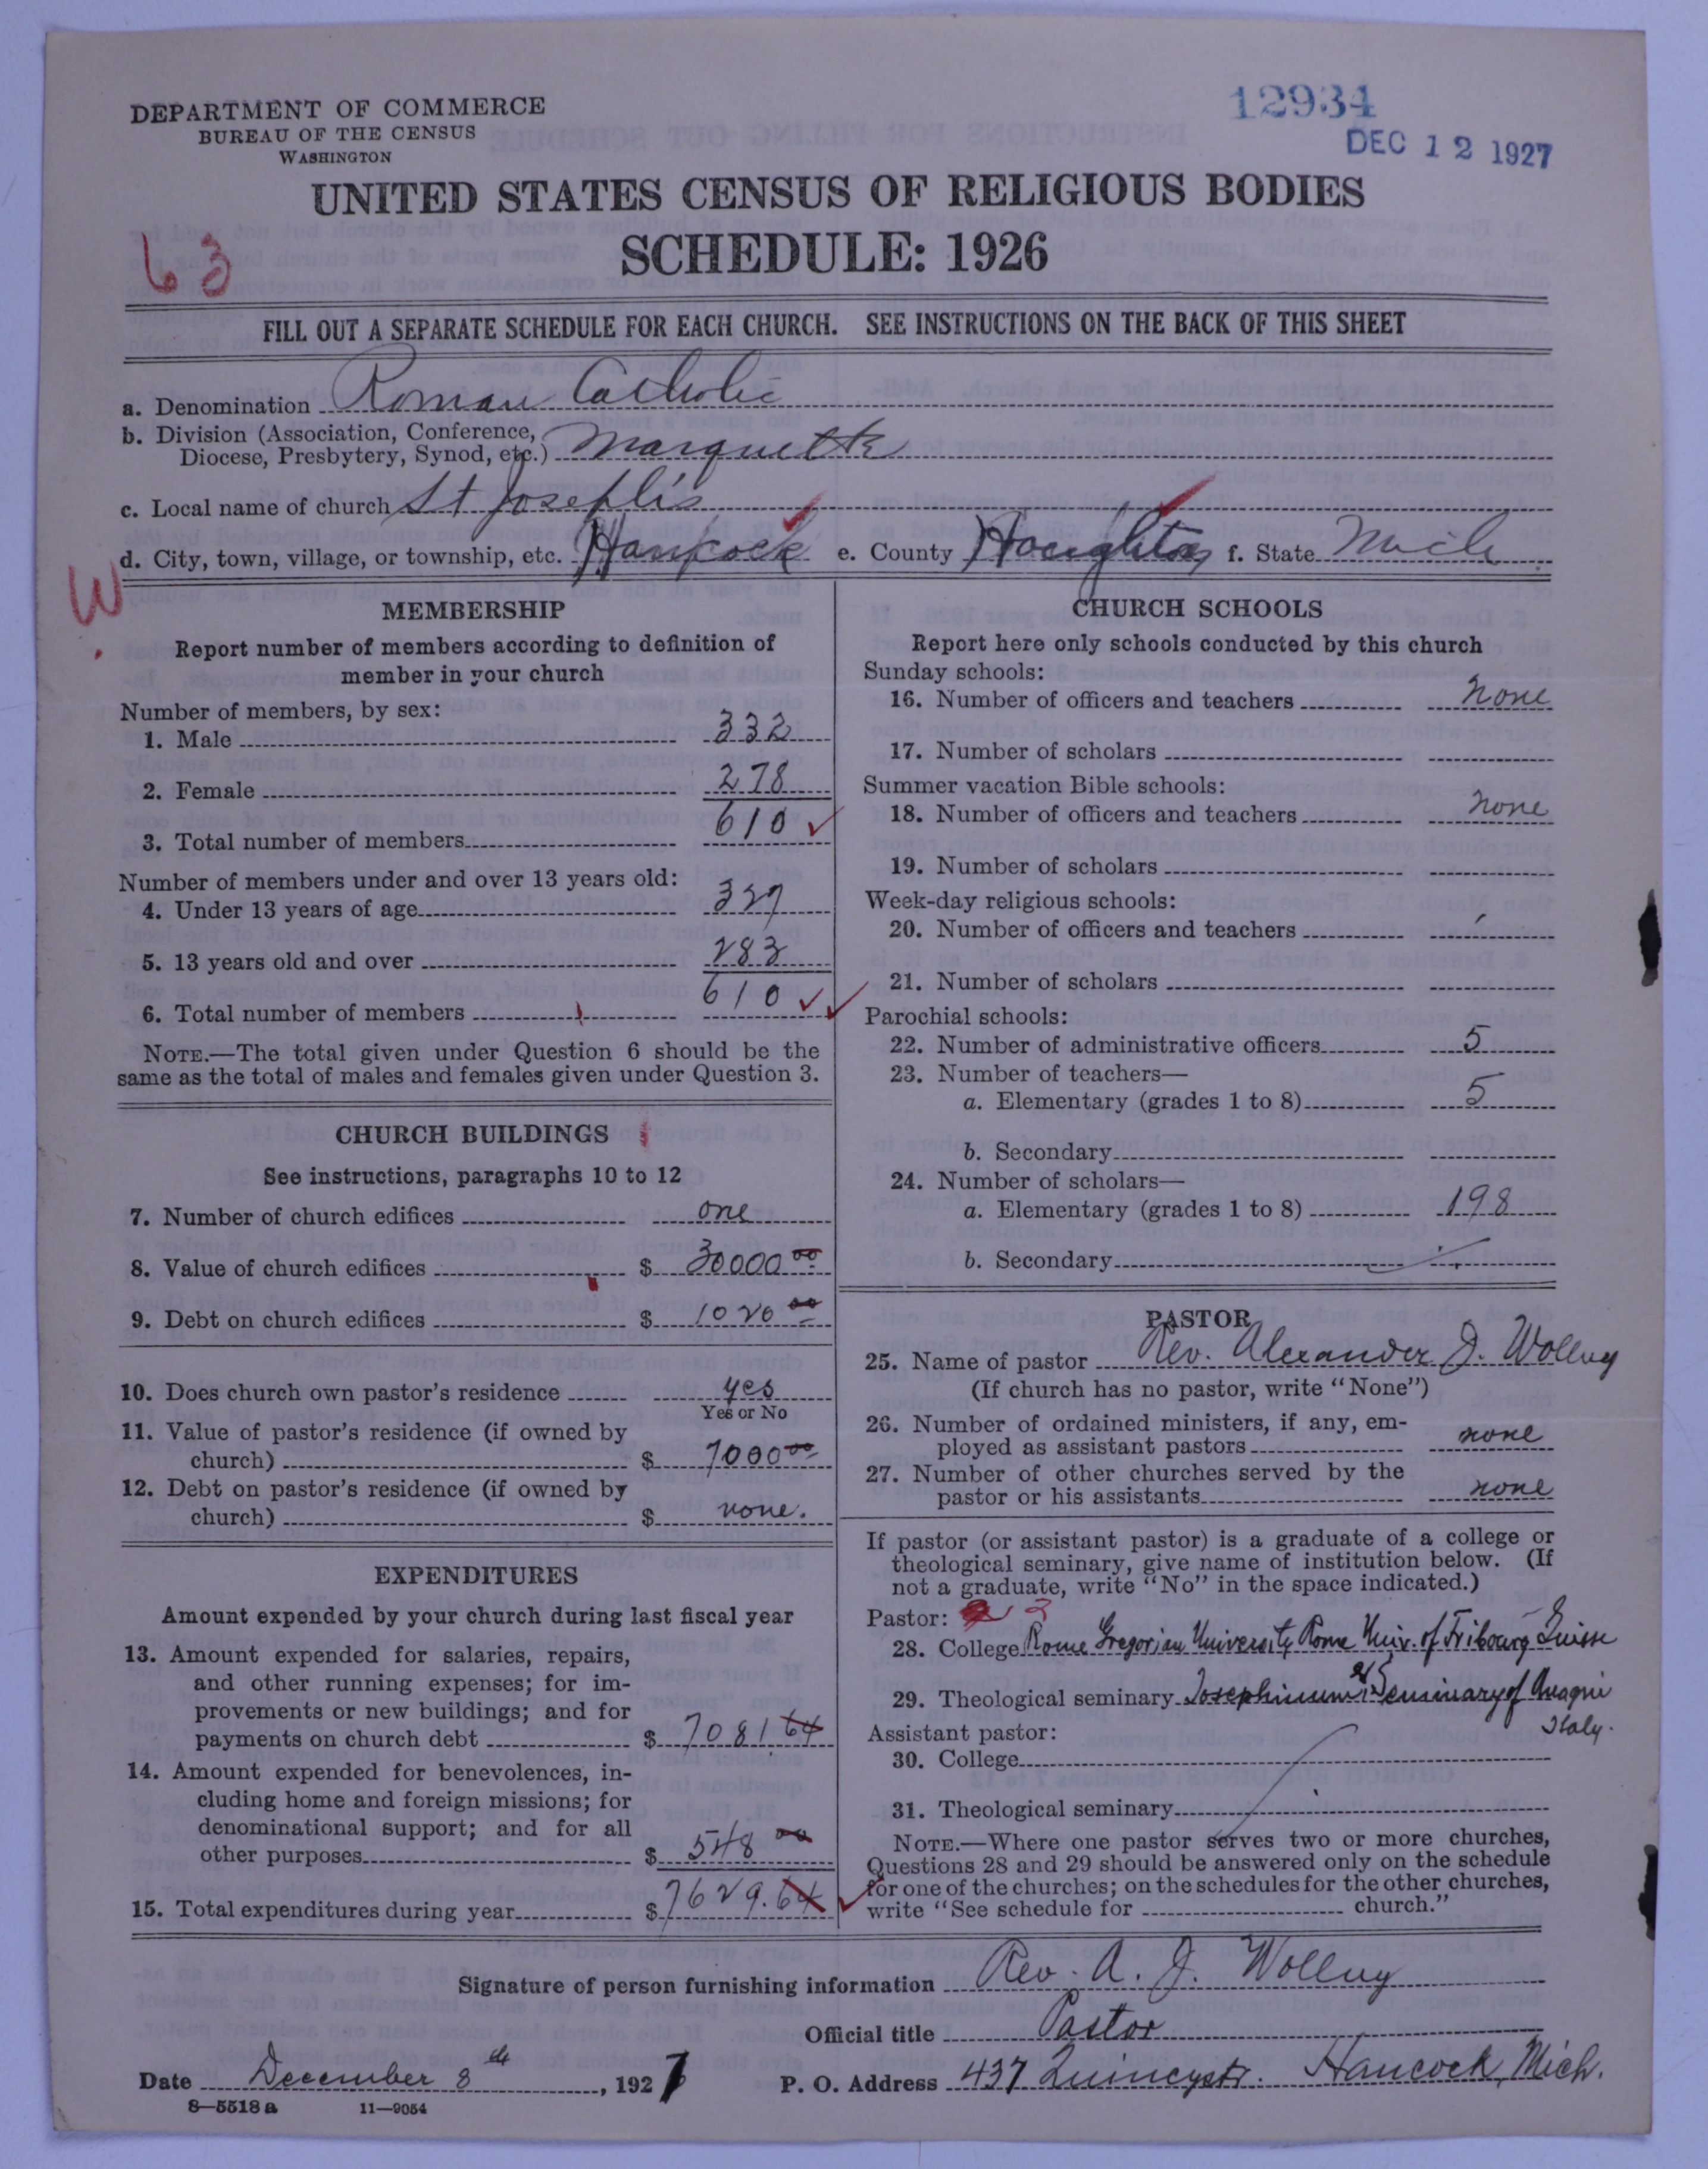 12934
DEC 12 1927
DEPARTMENT OF COMMERCE
BUREAU OF THE CENSUS
WASHINGTON
UNITED STATES CENSUS OF RELIGIOUS BODIES
SCHEDULE: 1926
63
FILL OUT A SEPARATE SCHEDULE FOR EACH CHURCH. SEE INSTRUCTIONS ON THE BACK OF THIS SHEET
a. Denomination Roman Catholic
b. Division (Association, Conference, Diocese, Presbytery, Synod, etc.) Marquette
c. Local name of church St Joseph's
d. City, town, village, or township, etc. Hancock e. County Houghton f. State Mich
W
MEMBERSHIP
Report number of members according to definition of
member in your church
Number of members, by sex:
1. Male 332
2. Female 278
3. Total number of members 610
Number of members under and over 13 years old:
4. Under 13 years of age 327
5. 13 years old and over 283
6. Total number of members 610
NOTE.—The total given under Question 6 should be the
same as the total of males and females given under Question 3.
CHURCH BUILDINGS
See instructions, paragraphs 10 to 12
7. Number of church edifices one
8. Value of church edifices $ 30000 00
9. Debt on church edifices $ 1020 00
10. Does church own pastor's residence yes
Yes or No
11. Value of pastor's residence (if owned by
church) $ 7000 00
12. Debt on pastor's residence (if owned by
church) $ none.
EXPENDITURES
Amount expended by your church during last fiscal year
13. Amount expended for salaries, repairs,
and other running expenses; for im-
provements or new buildings; and for
payments on church debt $ 7081.64
14. Amount expended for benevolences, in-
cluding home and foreign missions; for
denominational support; and for all
other purposes $ 548 00
15. Total expenditures during year $ 7629.64
CHURCH SCHOOLS
Report here only schools conducted by this church
Sunday schools:
16. Number of officers and teachers none
17. Number of scholars
Summer vacation Bible schools:
18. Number of officers and teachers none
19. Number of scholars
Week-day religious schools:
20. Number of officers and teachers
21. Number of scholars
Parochial schools:
22. Number of administrative officers 5
23. Number of teachers—
a. Elementary (grades 1 to 8) 5
b. Secondary
24. Number of scholars—
a. Elementary (grades 1 to 8) 198
b. Secondary
PASTOR
25. Name of pastor Rev. Alexander J. Wollny
(If church has no pastor, write "None")
26. Number of ordained ministers, if any, em-
ployed as assistant pastors none
27. Number of other churches served by the
pastor or his assistants none
If pastor (or assistant pastor) is a graduate of a college or
theological seminary, give name of institution below. (If
not a graduate, write "No" in the space indicated.)
Pastor: 2
28. College Rome Gregorian University Rome Univ. of Fribourg Suisse
29. Theological seminary Josephinum et Seminary of Anagni
Italy.
Assistant pastor:
30. College
31. Theological seminary
NOTE.—Where one pastor serves two or more churches,
Questions 28 and 29 should be answered only on the schedule
for one of the churches; on the schedules for the other churches,
write "See schedule for church."
Signature of person furnishing information Rev. A. J. Wollny
Official title Pastor
Date December 8th, 1927 P. O. Address 437 Quincy str. Hancock, Mich.
8—5518 a 11—9054